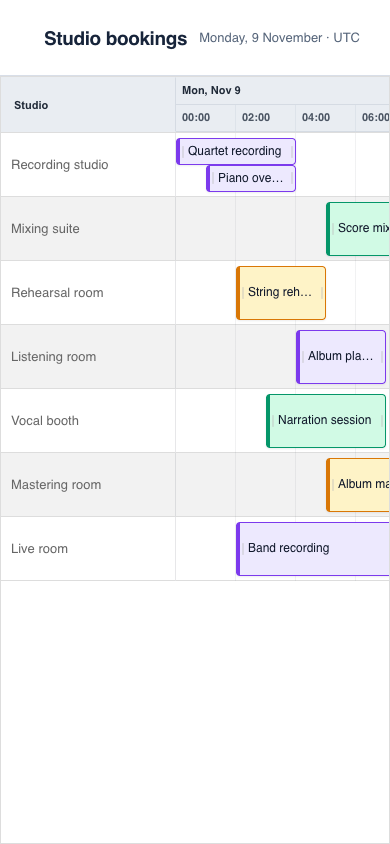 Studio bookings Monday, 9 November · UTC
Studio
Mon, Nov 9
00:00 02:00 04:00 06:00
Recording studio
Quartet recording
Piano ove…
Mixing suite
Score mix
Rehearsal room
String reh…
Listening room
Album pla…
Vocal booth
Narration session
Mastering room
Album ma
Live room
Band recording